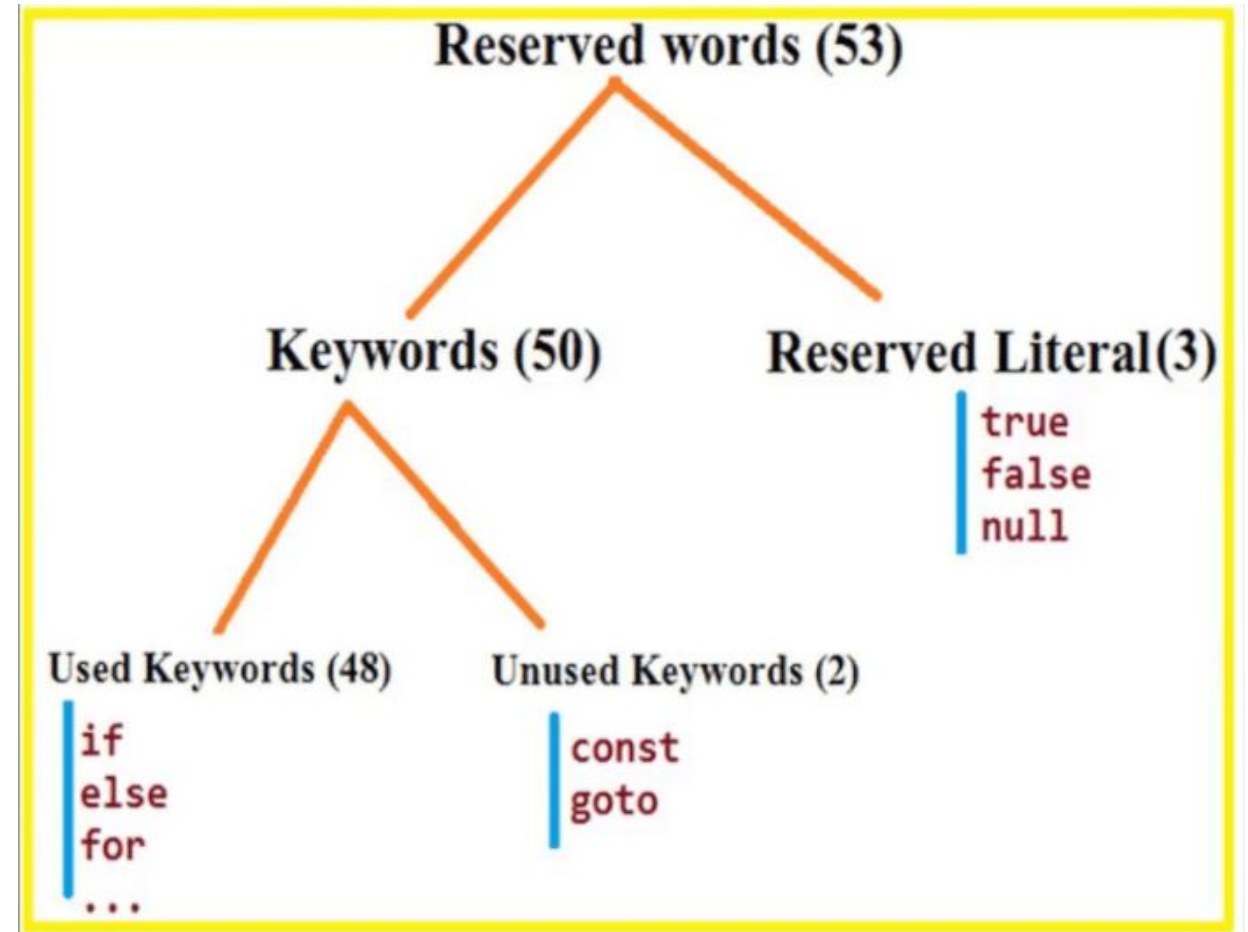 Reserved words (53)
Keywords (50)
Reserved Literal(3)
true
false
null
Used Keywords (48)
if
else
for
...
Unused Keywords (2)
const
goto